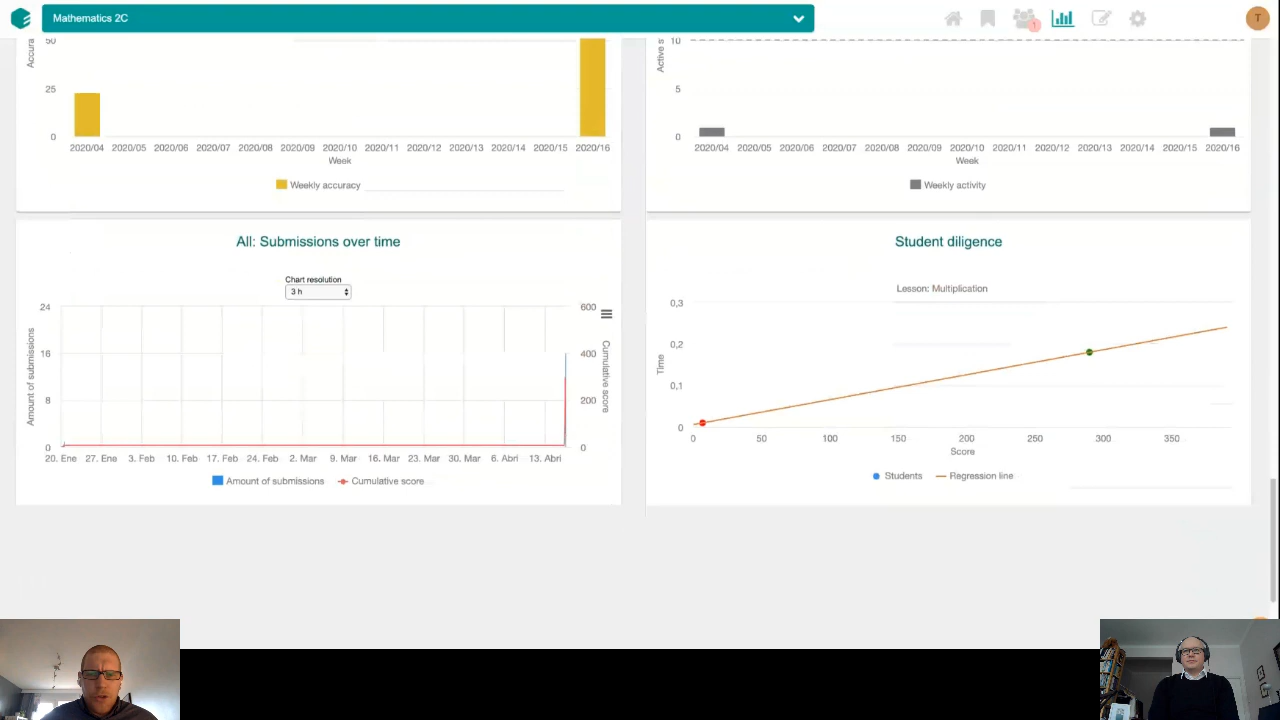 Mathematics 2C
1
T
Accura
50
25
0
2020/04 2020/05 2020/06 2020/07 2020/08 2020/09 2020/10 2020/11 2020/12 2020/13 2020/14 2020/15 2020/16
Week
Weekly accuracy
Active s
10
5
0
2020/04 2020/05 2020/06 2020/07 2020/08 2020/09 2020/10 2020/11 2020/12 2020/13 2020/14 2020/15 2020/16
Week
Weekly activity
All: Submissions over time
Chart resolution
3 h
Amount of submissions
24
16
8
0
600
400
200
0
Cumulative score
20. Ene 27. Ene 3. Feb 10. Feb 17. Feb 24. Feb 2. Mar 9. Mar 16. Mar 23. Mar 30. Mar 6. Abri 13. Abri
Amount of submissions Cumulative score
Student diligence
Lesson: Multiplication
Time
0,3
0,2
0,1
0
0 50 100 150 200 250 300 350
Score
Students Regression line